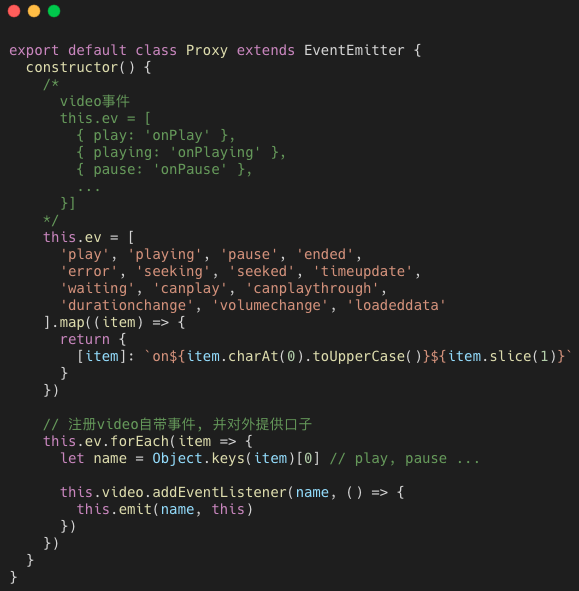 export default class Proxy extends EventEmitter {
  constructor() {
    /*
      video事件
      this.ev = [
        { play: 'onPlay' },
        { playing: 'onPlaying' },
        { pause: 'onPause' },
        ...
      }]
    */
    this.ev = [
      'play', 'playing', 'pause', 'ended',
      'error', 'seeking', 'seeked', 'timeupdate',
      'waiting', 'canplay', 'canplaythrough',
      'durationchange', 'volumechange', 'loadeddata'
    ].map((item) => {
      return {
        [item]: `on${item.charAt(0).toUpperCase()}${item.slice(1)}`
      }
    })

    // 注册video自带事件, 并对外提供口子
    this.ev.forEach(item => {
      let name = Object.keys(item)[0] // play, pause ...

      this.video.addEventListener(name, () => {
        this.emit(name, this)
      })
    })
  }
}